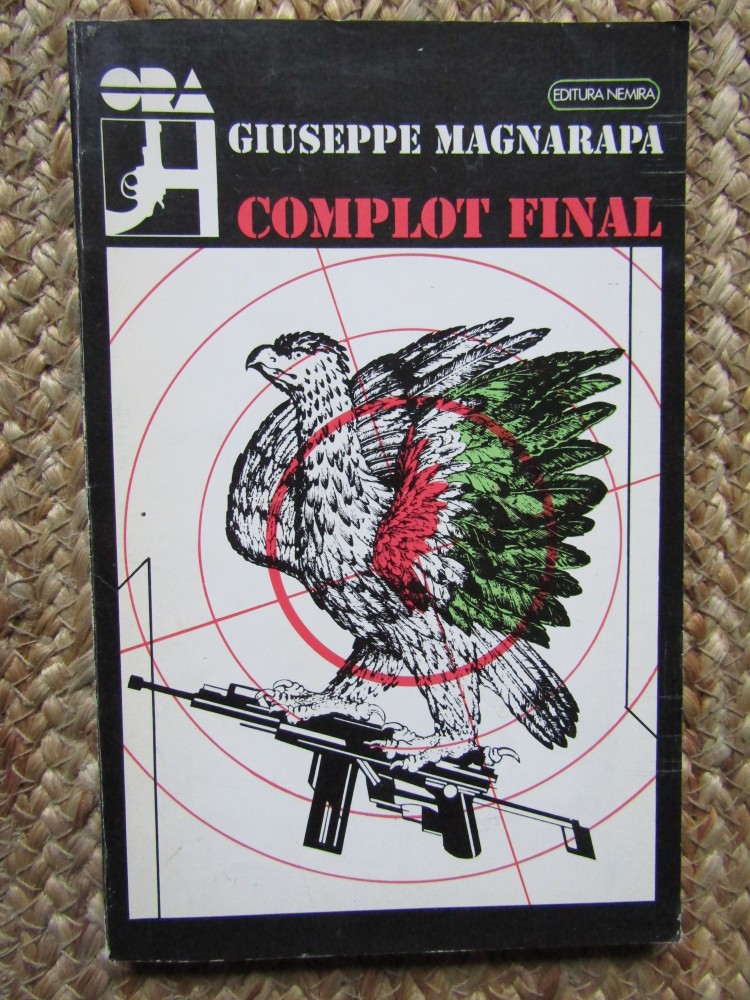 ORA
H
EDITURA NEMIRA
GIUSEPPE MAGNARAPA
COMPLOT FINAL